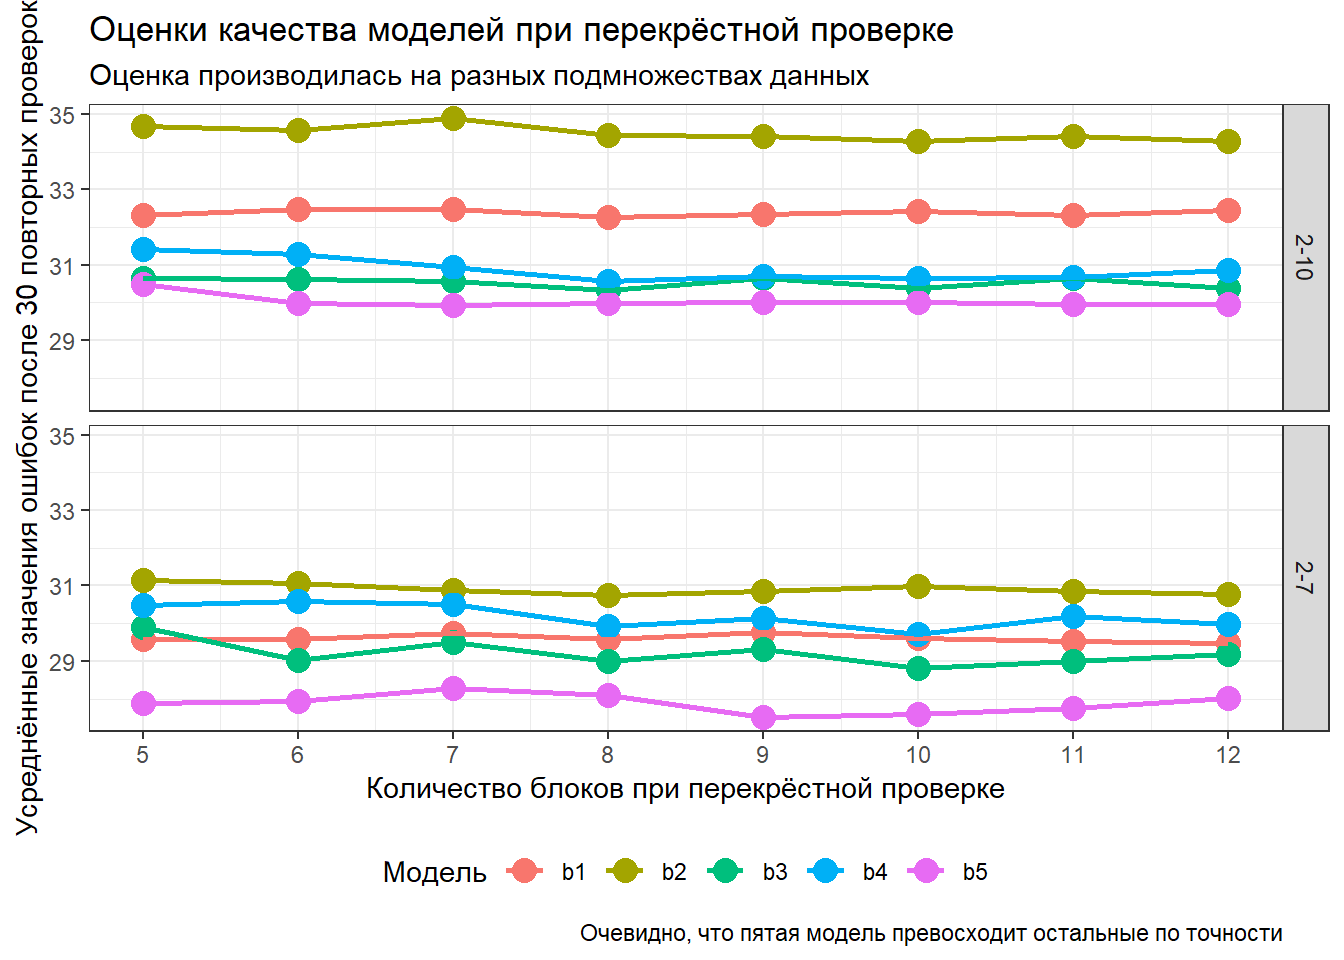 Оценки качества моделей при перекрёстной проверке
Оценка производилась на разных подмножествах данных
Усреднённые значения ошибок после 30 повторных проверок
35
33
31
29
2-10
35
33
31
29
2-7
5 6 7 8 9 10 11 12
Количество блоков при перекрёстной проверке
Модель b1 b2 b3 b4 b5
Очевидно, что пятая модель превосходит остальные по точности